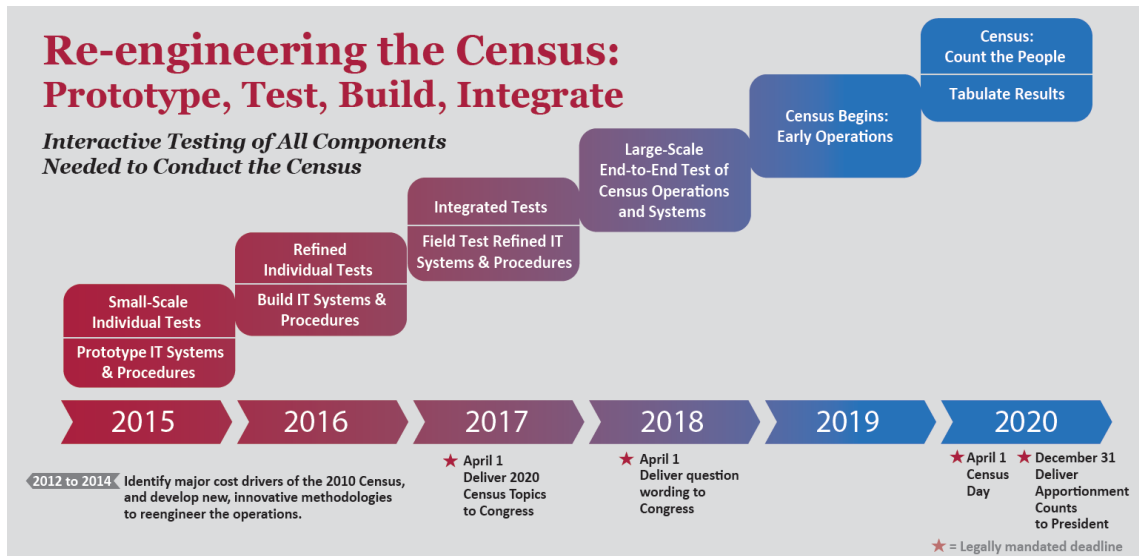 Re-engineering the Census:
Prototype, Test, Build, Integrate
Interactive Testing of All Components
Needed to Conduct the Census
Small-Scale
Individual Tests
Prototype IT Systems
& Procedures
Refined
Individual Tests
Build IT Systems &
Procedures
Integrated Tests
Field Test Refined IT
Systems & Procedures
Large-Scale
End-to-End Test of
Census Operations
and Systems
Census Begins:
Early Operations
Census:
Count the People
Tabulate Results
2015
2016
2017
2018
2019
2020
2012 to 2014
Identify major cost drivers of the 2010 Census,
and develop new, innovative methodologies
to reengineer the operations.
★ April 1
Deliver 2020
Census Topics
to Congress
★ April 1
Deliver question
wording to
Congress
★ April 1
Census
Day
★ December 31
Deliver
Apportionment
Counts
to President
★ = Legally mandated deadline